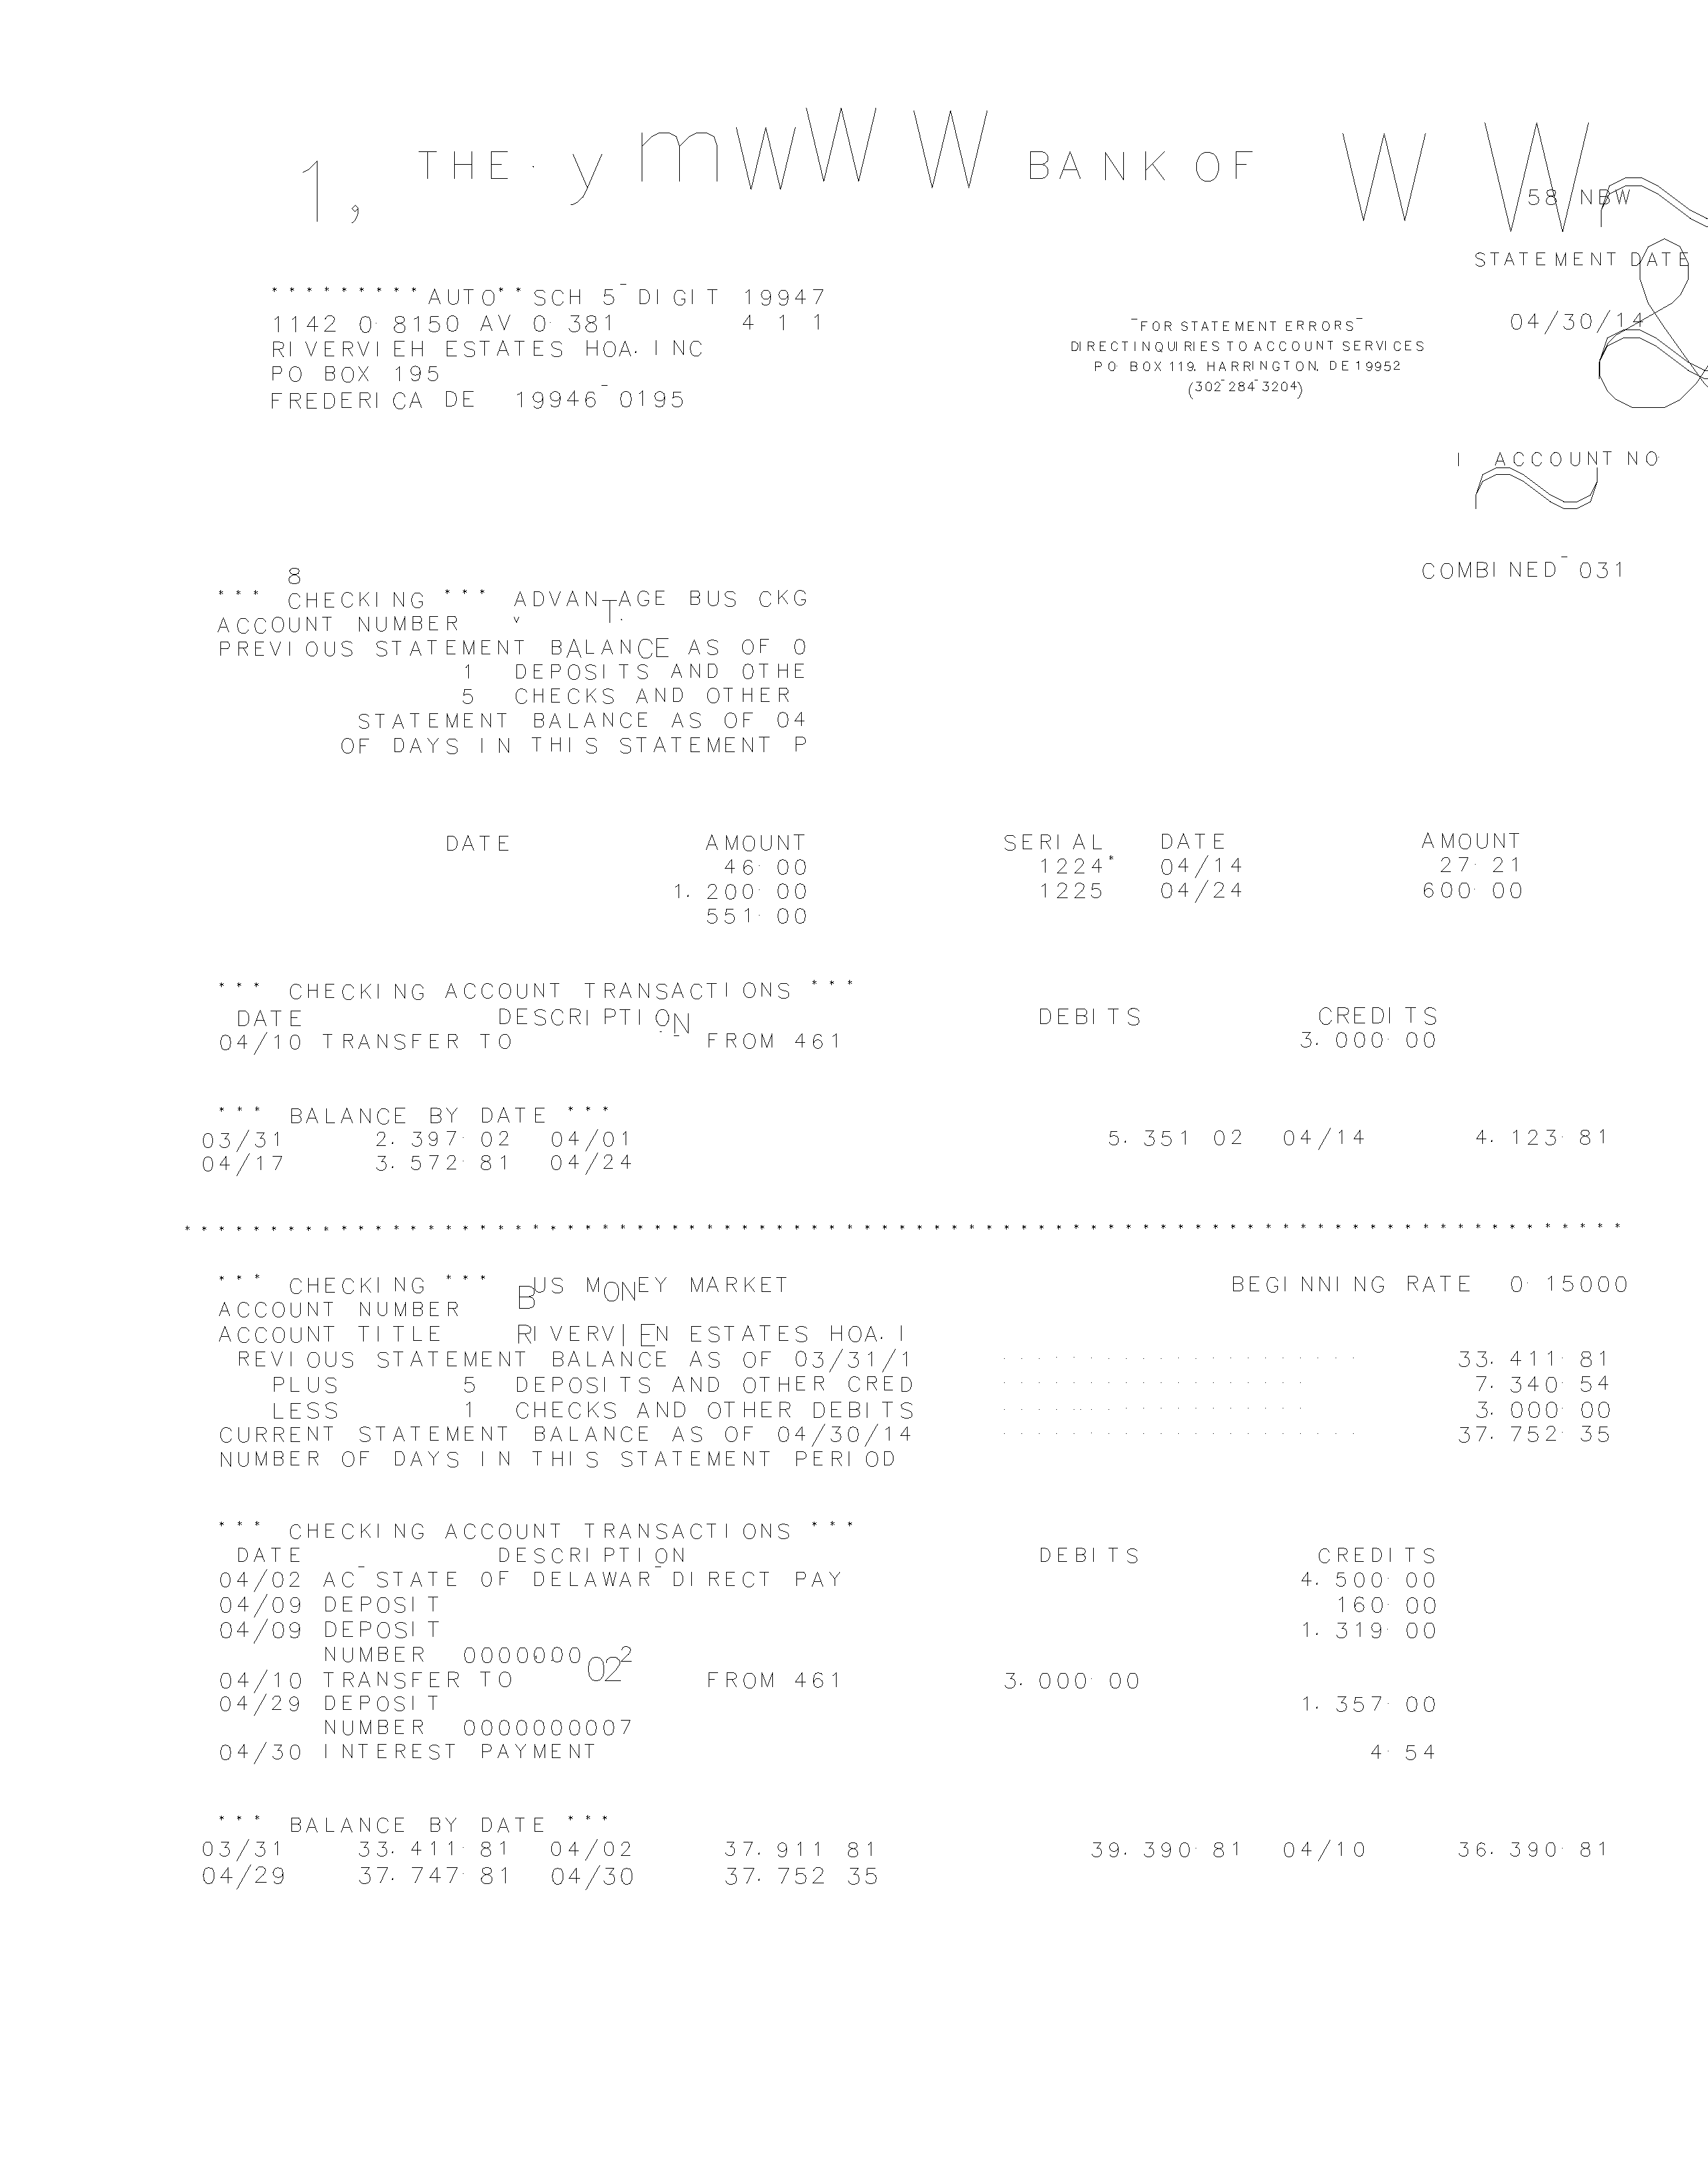 1, THE · y mwW W BANK OF W W
58 NBW
STATEMENT DATE
*********AUTO**SCH 5-DIGIT 19947
1142 0.8150 AV 0.381 4 1 1
04/30/14
RIVERVIEH ESTATES HOA. INC
PO BOX 195
FREDERICA DE 19946-0195
-FOR STATEMENT ERRORS-
DIRECT INQUIRIES TO ACCOUNT SERVICES
PO BOX 119, HARRINGTON, DE 19952
(302-284-3204)
| ACCOUNT NO
COMBINED-031
8
*** CHECKING *** ADVANTAGE BUS CKG
ACCOUNT NUMBER
PREVIOUS STATEMENT BALANCE AS OF 0
1 DEPOSITS AND OTHE
5 CHECKS AND OTHER
STATEMENT BALANCE AS OF 04
OF DAYS IN THIS STATEMENT P
DATE AMOUNT SERIAL DATE AMOUNT
46.00 1224* 04/14 27.21
1.200.00 1225 04/24 600.00
551.00
*** CHECKING ACCOUNT TRANSACTIONS ***
DATE DESCRIPTION DEBITS CREDITS
04/10 TRANSFER TO FROM 461 3.000.00
*** BALANCE BY DATE ***
03/31 2.397.02 04/01 5.351 02 04/14 4.123.81
04/17 3.572.81 04/24
***********************************************************************************
*** CHECKING *** BUS MONEY MARKET BEGINNING RATE 0.15000
ACCOUNT NUMBER
ACCOUNT TITLE RIVERVIEN ESTATES HOA. I
REVIOUS STATEMENT BALANCE AS OF 03/31/1 ..................... 33.411.81
PLUS 5 DEPOSITS AND OTHER CRED .................. 7.340.54
LESS 1 CHECKS AND OTHER DEBITS .................. 3.000.00
CURRENT STATEMENT BALANCE AS OF 04/30/14 ..................... 37.752.35
NUMBER OF DAYS IN THIS STATEMENT PERIOD
*** CHECKING ACCOUNT TRANSACTIONS ***
DATE DESCRIPTION DEBITS CREDITS
04/02 AC-STATE OF DELAWAR-DIRECT PAY 4.500.00
04/09 DEPOSIT 160.00
04/09 DEPOSIT 1.319.00
NUMBER 0000000022
04/10 TRANSFER TO FROM 461 3.000.00
04/29 DEPOSIT 1.357.00
NUMBER 0000000007
04/30 INTEREST PAYMENT 4.54
*** BALANCE BY DATE ***
03/31 33.411.81 04/02 37.911 81 39.390.81 04/10 36.390.81
04/29 37.747.81 04/30 37.752 35